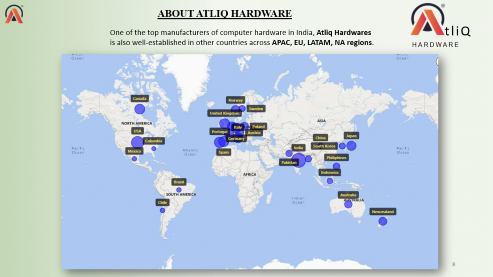 ABOUT ATLIQ HARDWARE
One of the top manufacturers of computer hardware in India, Atliq Hardwares
is also well-established in other countries across APAC, EU, LATAM, NA regions.
AtliQ
HARDWARE
Canada
NORTH AMERICA
USA
Columbia
Mexico
Brazil
SOUTH AMERICA
Chile
Norway
Sweden
United Kingdom
Poland
Italy
Portugal
Austria
Germany
Spain
AFRICA
ASIA
China
Japan
South Korea
India
Pakistan
Philippines
Indonesia
Australia
Newzealand